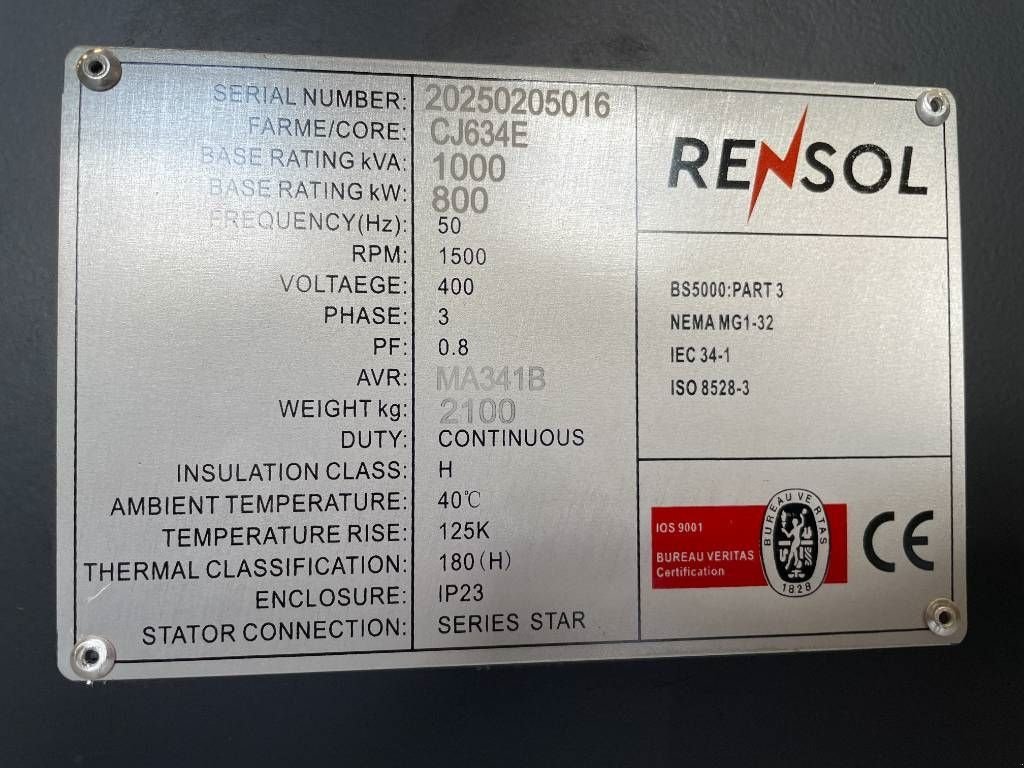 SERIAL NUMBER: 20250205016
FARME/CORE: CJ634E
BASE RATING kVA: 1000
BASE RATING kW: 800
FREQUENCY(Hz): 50
RPM: 1500
VOLTAEGE: 400
PHASE: 3
PF: 0.8
AVR: MA341B
WEIGHT kg: 2100
DUTY: CONTINUOUS
INSULATION CLASS: H
AMBIENT TEMPERATURE: 40℃
TEMPERATURE RISE: 125K
THERMAL CLASSIFICATION: 180(H)
ENCLOSURE: IP23
STATOR CONNECTION: SERIES STAR
RENSOL
BS5000:PART 3
NEMA MG1-32
IEC 34-1
ISO 8528-3
IOS 9001
BUREAU VERITAS
Certification
BUREAU VERITAS
1828
CE